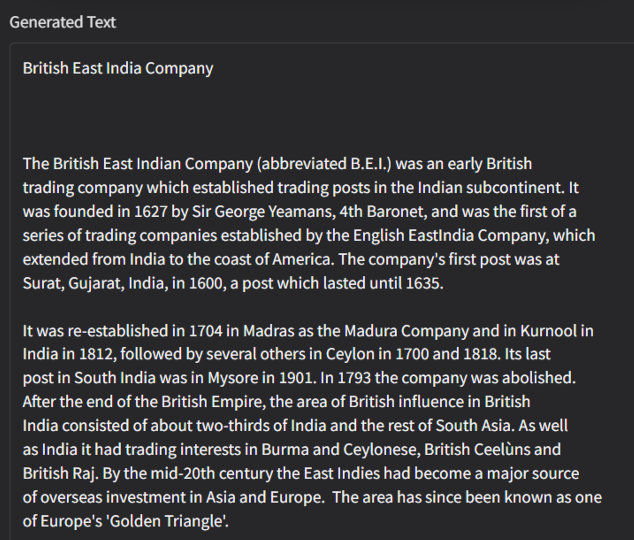 Generated Text
British East India Company
The British East Indian Company (abbreviated B.E.I.) was an early British
trading company which established trading posts in the Indian subcontinent. It
was founded in 1627 by Sir George Yeamans, 4th Baronet, and was the first of a
series of trading companies established by the English EastIndia Company, which
extended from India to the coast of America. The company's first post was at
Surat, Gujarat, India, in 1600, a post which lasted until 1635.
It was re-established in 1704 in Madras as the Madura Company and in Kurnool in
India in 1812, followed by several others in Ceylon in 1700 and 1818. Its last
post in South India was in Mysore in 1901. In 1793 the company was abolished.
After the end of the British Empire, the area of British influence in British
India consisted of about two-thirds of India and the rest of South Asia. As well
as India it had trading interests in Burma and Ceylonese, British Ceelùns and
British Raj. By the mid-20th century the East Indies had become a major source
of overseas investment in Asia and Europe.  The area has since been known as one
of Europe's 'Golden Triangle'.